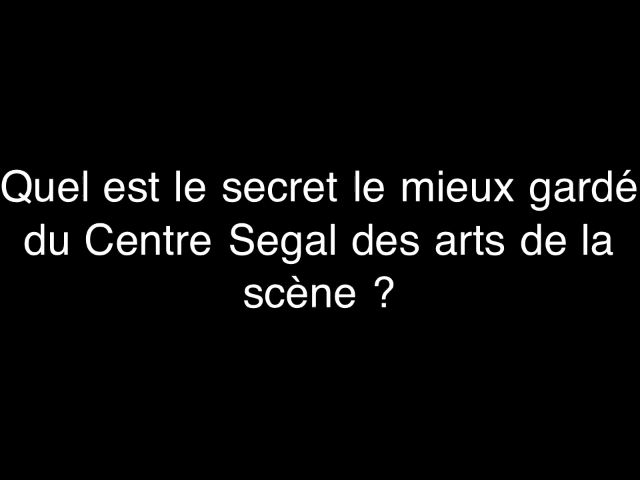 Quel est le secret le mieux gardé
du Centre Segal des arts de la
scène ?